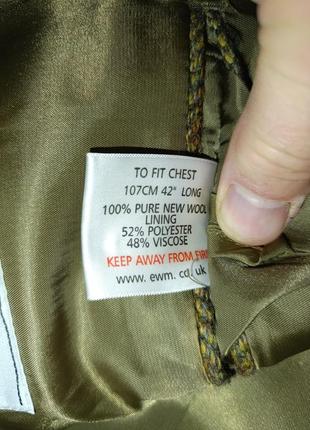 TO FIT CHEST
107CM 42" LONG
100% PURE NEW WOOL
LINING
52% POLYESTER
48% VISCOSE
KEEP AWAY FROM FIRE
www. ewm. co. uk